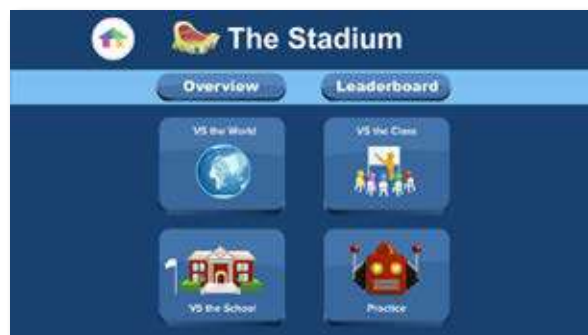 The Stadium
Overview Leaderboard
VS the World VS the Class
VS the School Practice